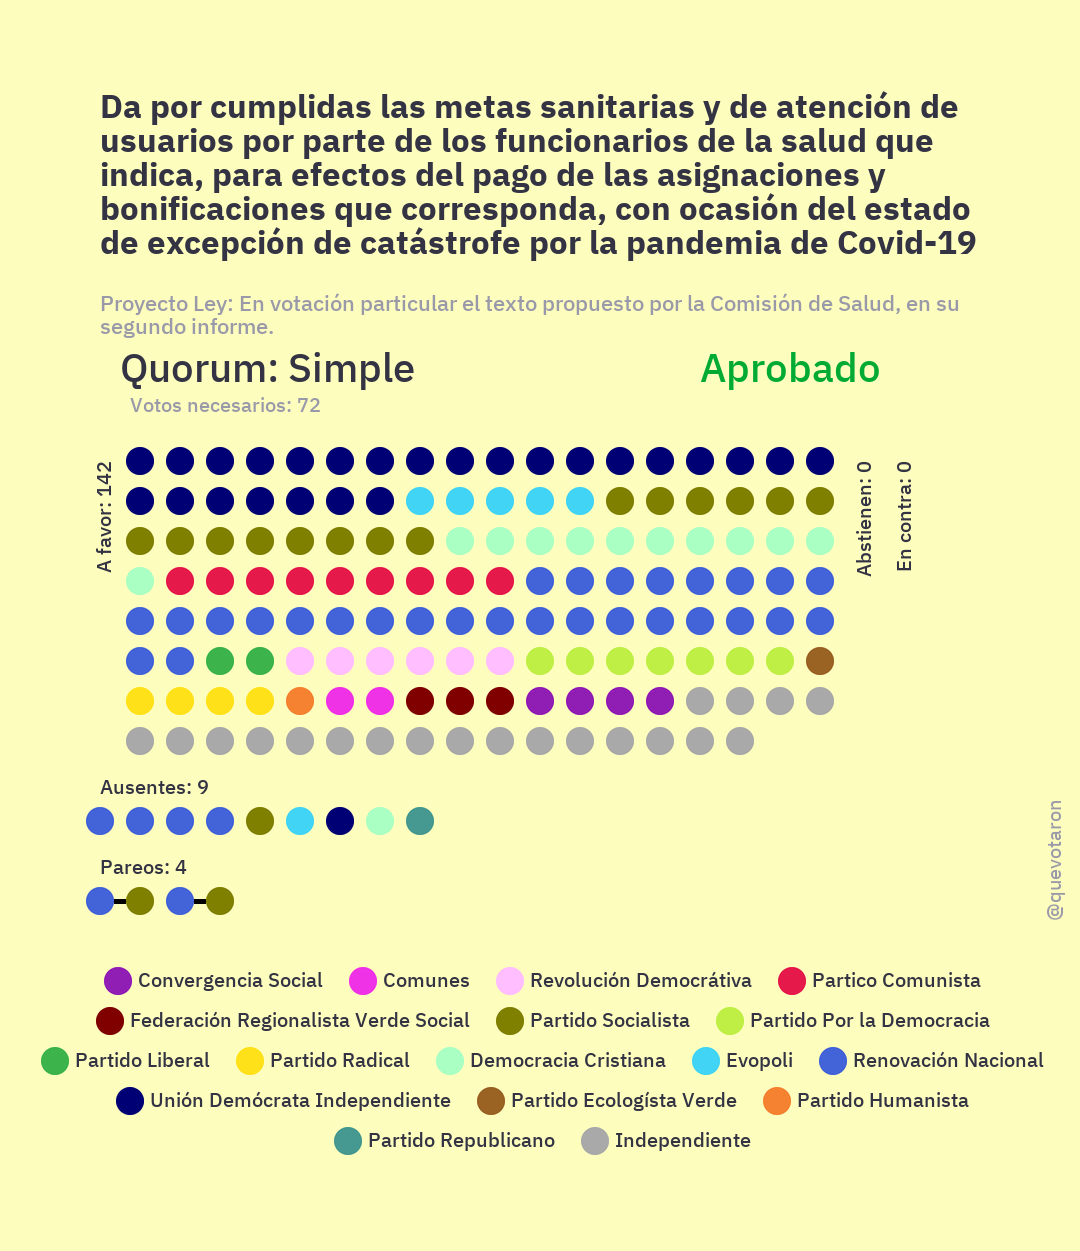 Da por cumplidas las metas sanitarias y de atención de
usuarios por parte de los funcionarios de la salud que
indica, para efectos del pago de las asignaciones y
bonificaciones que corresponda, con ocasión del estado
de excepción de catástrofe por la pandemia de Covid-19
Proyecto Ley: En votación particular el texto propuesto por la Comisión de Salud, en su
segundo informe.
Quorum: Simple
Aprobado
Votos necesarios: 72
A favor: 142
Abstienen: 0
En contra: 0
Ausentes: 9
Pareos: 4
@quevotaron
Convergencia Social
Comunes
Revolución Democrátiva
Partico Comunista
Federación Regionalista Verde Social
Partido Socialista
Partido Por la Democracia
Partido Liberal
Partido Radical
Democracia Cristiana
Evopoli
Renovación Nacional
Unión Demócrata Independiente
Partido Ecologísta Verde
Partido Humanista
Partido Republicano
Independiente